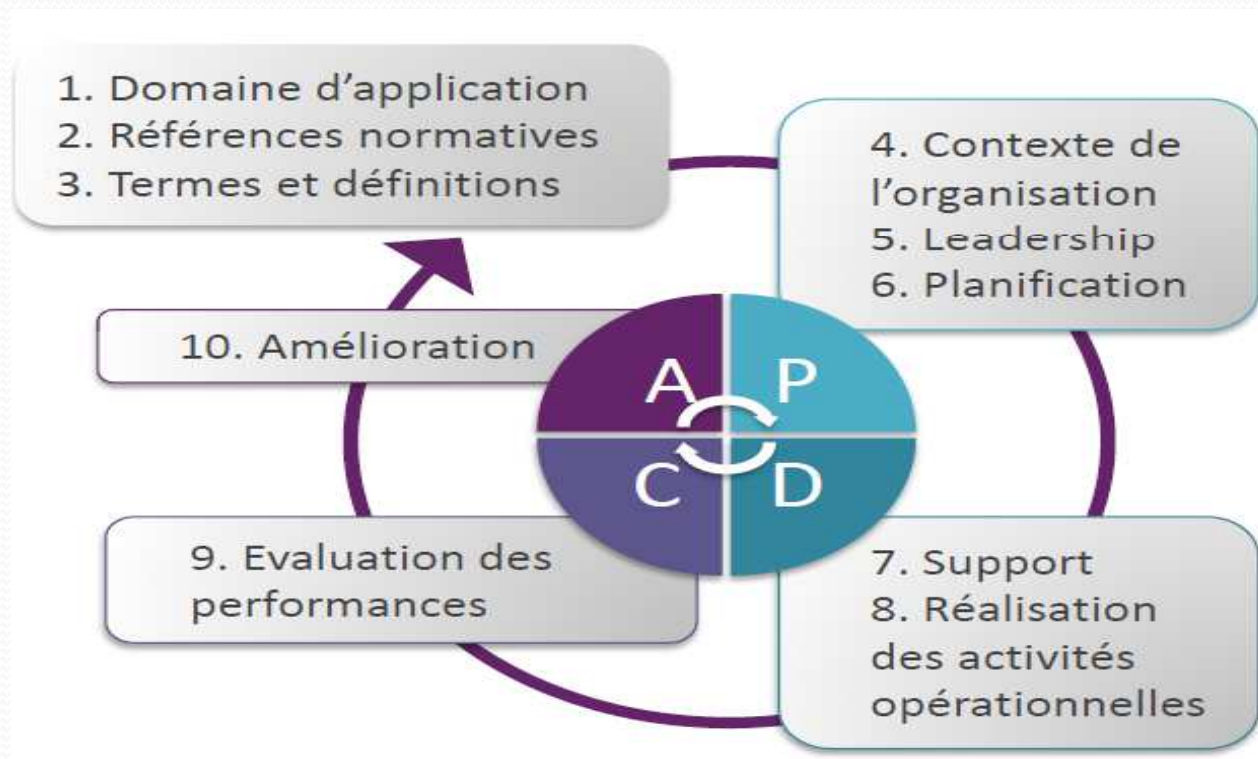 1. Domaine d’application
2. Références normatives
3. Termes et définitions
4. Contexte de
l’organisation
5. Leadership
6. Planification
10. Amélioration
A
P
C
D
9. Evaluation des
performances
7. Support
8. Réalisation
des activités
opérationnelles